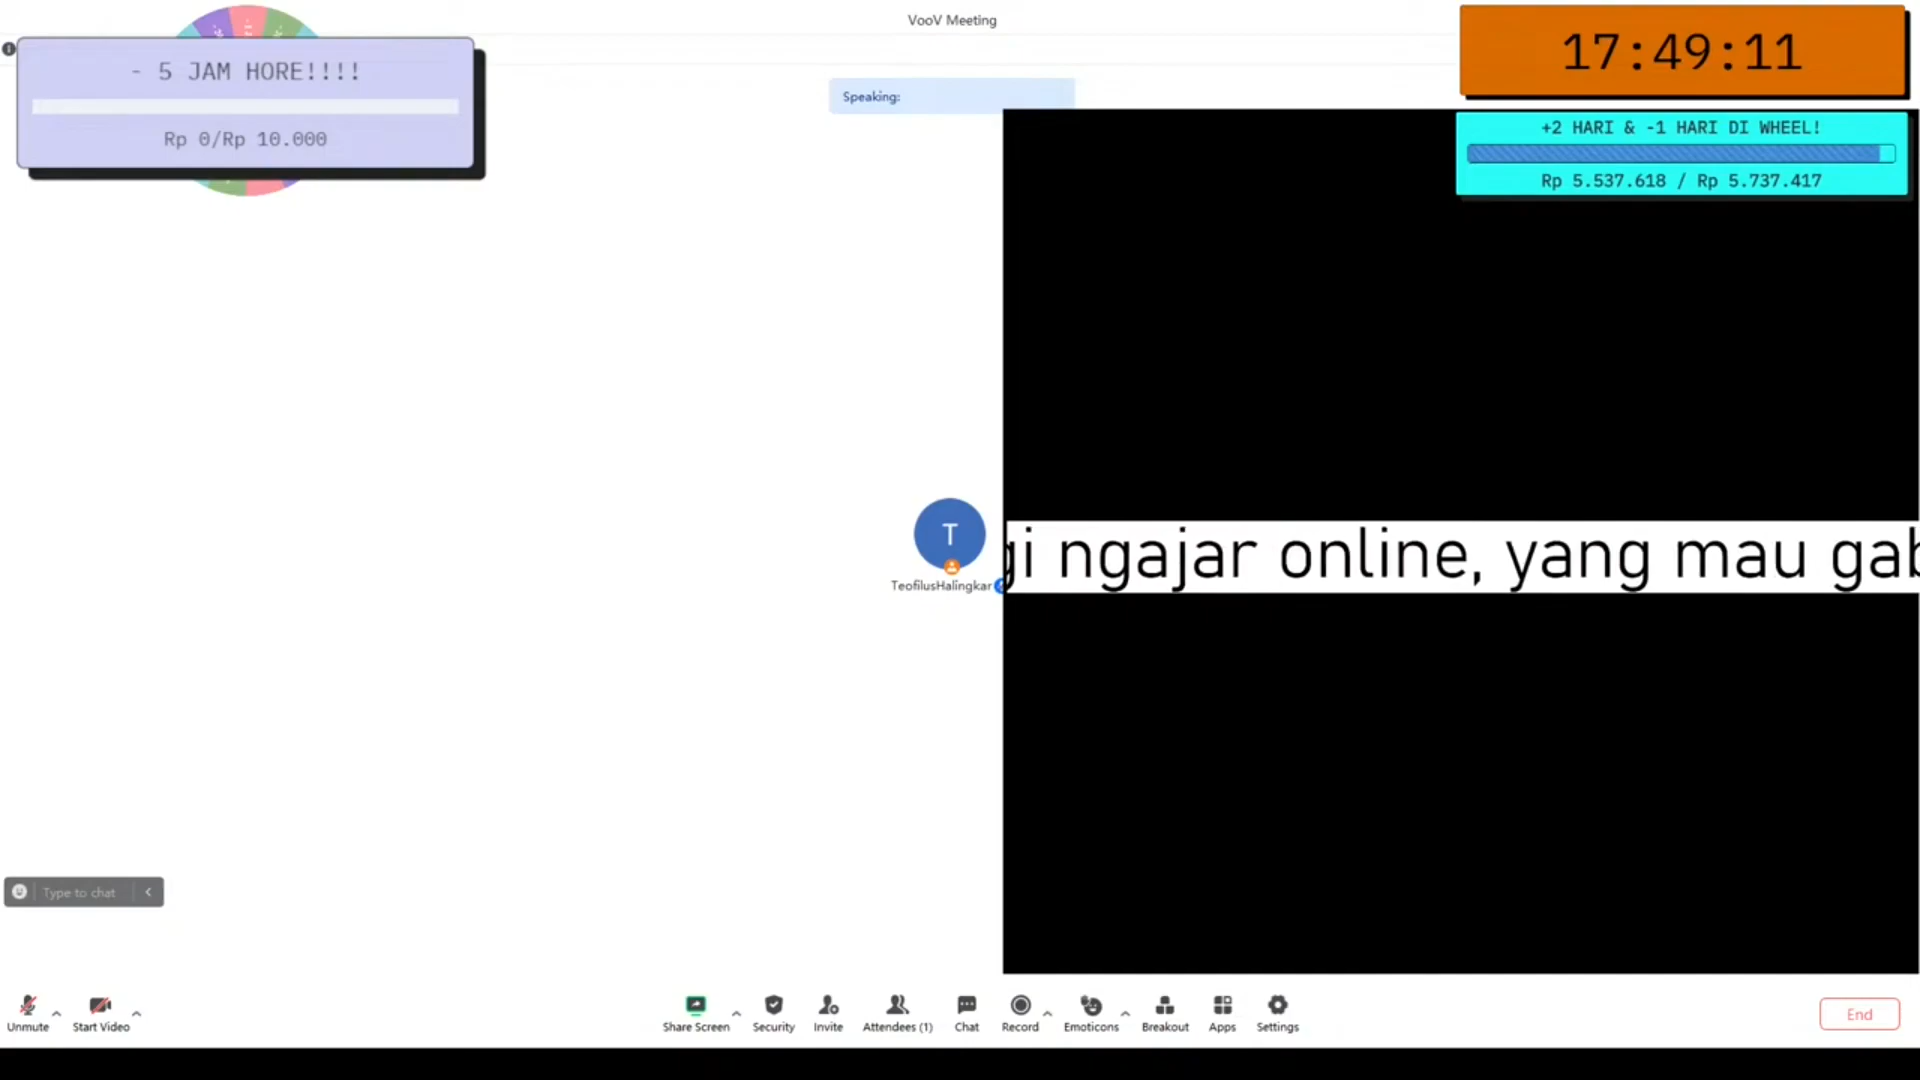 VooV Meeting
- 5 JAM HORE!!!!
Rp 0/Rp 10.000
17:49:11
Speaking:
+2 HARI & -1 HARI DI WHEEL!
Rp 5.537.618 / Rp 5.737.417
T
TeofilusHalingkar
gi ngajar online, yang mau gab
Type to chat
Unmute
Start Video
Share Screen
Security
Invite
Attendees (1)
Chat
Record
Emoticons
Breakout
Apps
Settings
End